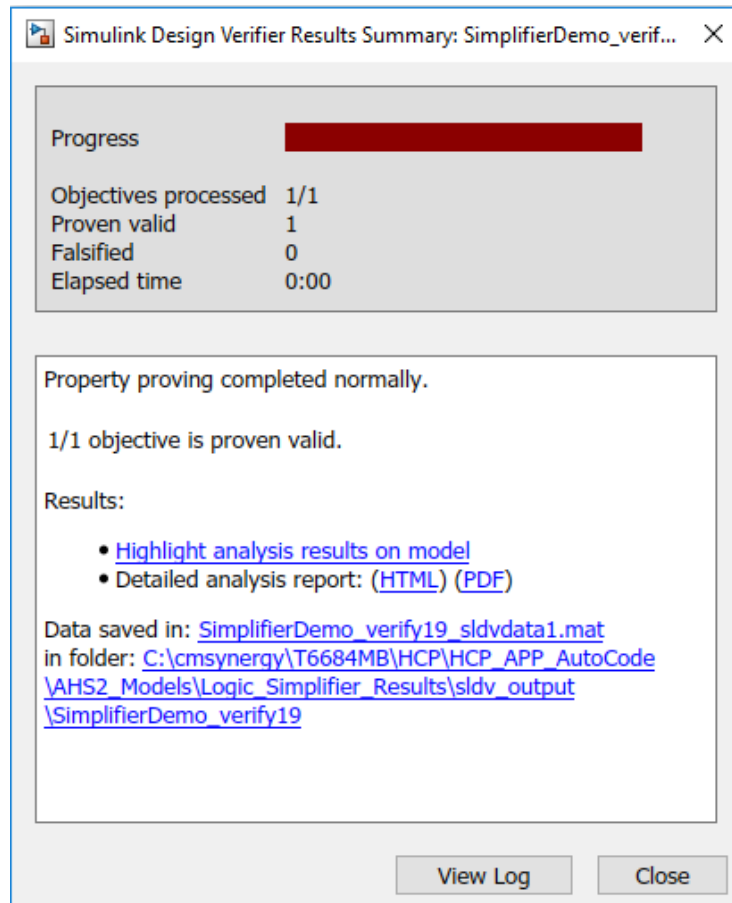 Simulink Design Verifier Results Summary: SimplifierDemo_verif...
Progress
Objectives processed 1/1
Proven valid 1
Falsified 0
Elapsed time 0:00
Property proving completed normally.
1/1 objective is proven valid.
Results:
• Highlight analysis results on model
• Detailed analysis report: (HTML) (PDF)
Data saved in: SimplifierDemo_verify19_sldvdata1.mat
in folder: C:\cmsynergy\T6684MB\HCP\HCP_APP_AutoCode
\AHS2_Models\Logic_Simplifier_Results\sldv_output
\SimplifierDemo_verify19
View Log Close